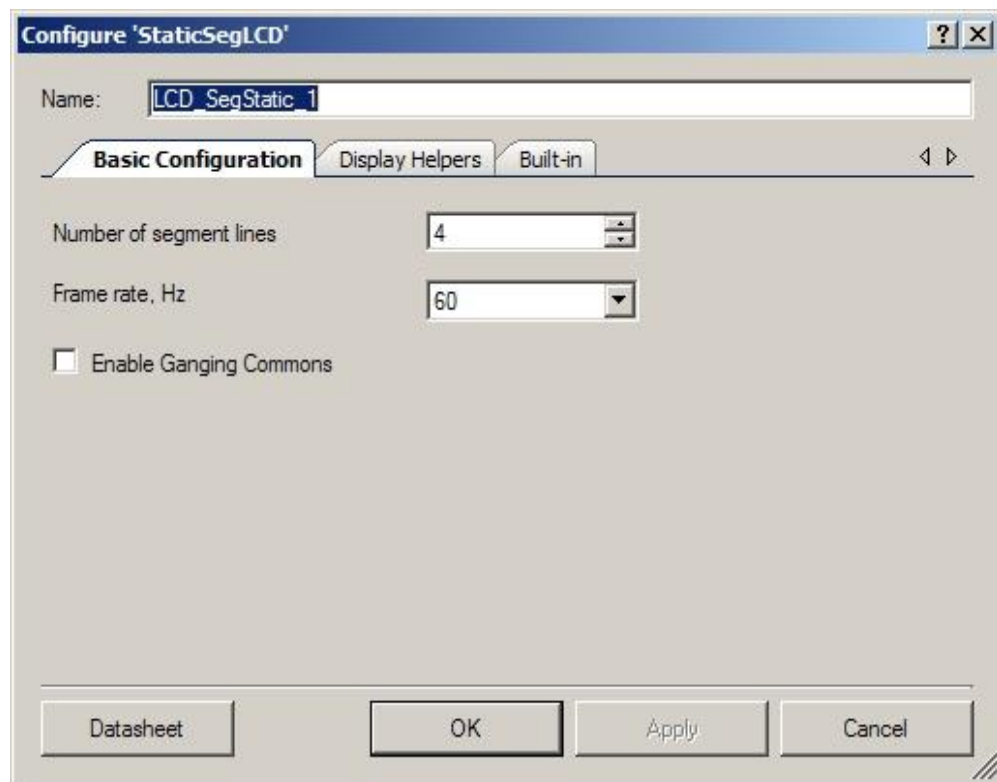 Configure 'StaticSegLCD'
Name: LCD_SegStatic_1
Basic Configuration Display Helpers Built-in
Number of segment lines 4
Frame rate, Hz 60
Enable Ganging Commons
Datasheet OK Apply Cancel